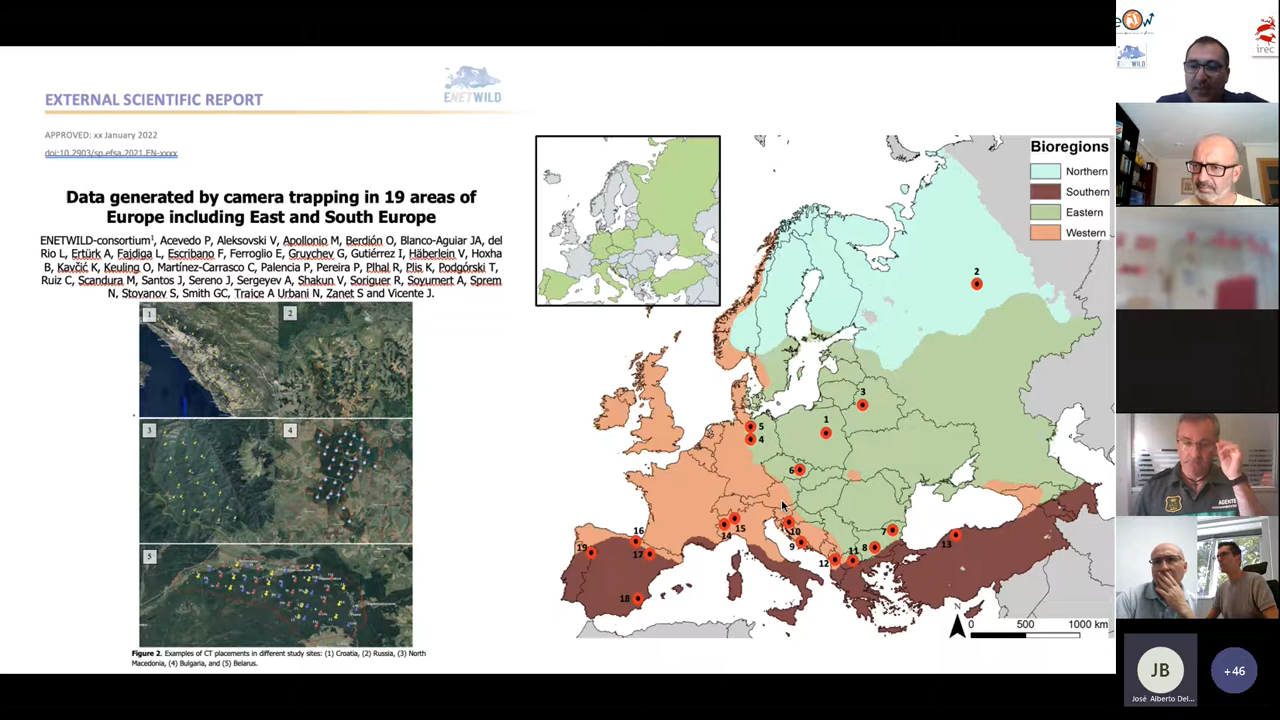 EXTERNAL SCIENTIFIC REPORT
ENETWILD
APPROVED: xx January 2022
doi:10.2903/sp.efsa.2021.EN-xxxx
Data generated by camera trapping in 19 areas of
Europe including East and South Europe
ENETWILD-consortium¹, Acevedo P, Aleksovski V, Apollonio M, Berdión O, Blanco-Aguiar JA, del
Rio L, Ertürk A, Fajdiga L, Escribano F, Ferroglio E, Gruychev G, Gutiérrez I, Häberlein V, Hoxha
B, Kavčić K, Keuling O, Martínez-Carrasco C, Palencia P, Pereira P, Plhal R, Plis K, Podgórski T,
Ruiz C, Scandura M, Santos J, Sereno J, Sergeyev A, Shakun V, Soriguer R, Soyumert A, Sprem
N, Stoyanov S, Smith GC, Trajce A Urbani N, Zanet S and Vicente J.
1
2
3
4
5
Figure 2. Examples of CT placements in different study sites: (1) Croatia, (2) Russia, (3) North
Macedonia, (4) Bulgaria, and (5) Belarus.
Bioregions
Northern
Southern
Eastern
Western
2
3
1
5
4
6
7
8
9
10
11
12
13
14
15
16
17
18
19
N
0 500 1000 km
irec
ENETWILD
JB
José Alberto Del...
+46